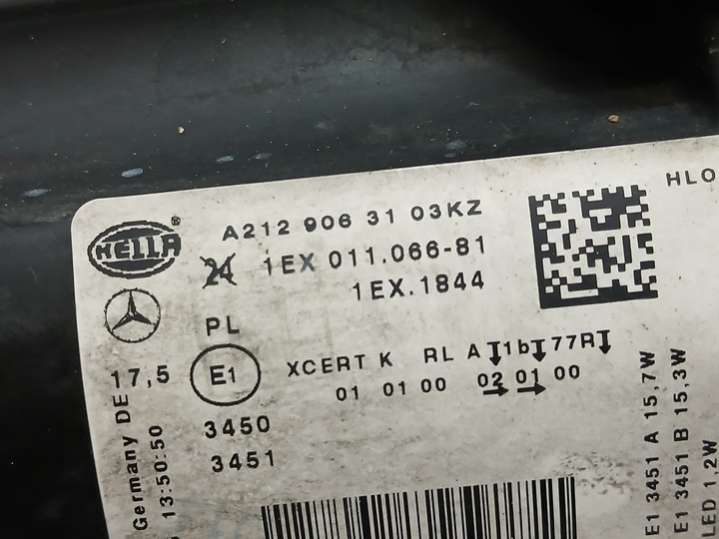 HLO
HELLA®
A212 906 31 03KZ
24 1EX 011.066-81
1EX.1844
PL
17,5 E1 XCERT K RL A 1b 77R
01 01 00 02 01 00
3450
3451
Germany DE
13:50:50
E1 3451 A 15,7W
E1 3451 B 15,3W
LED 1,2W